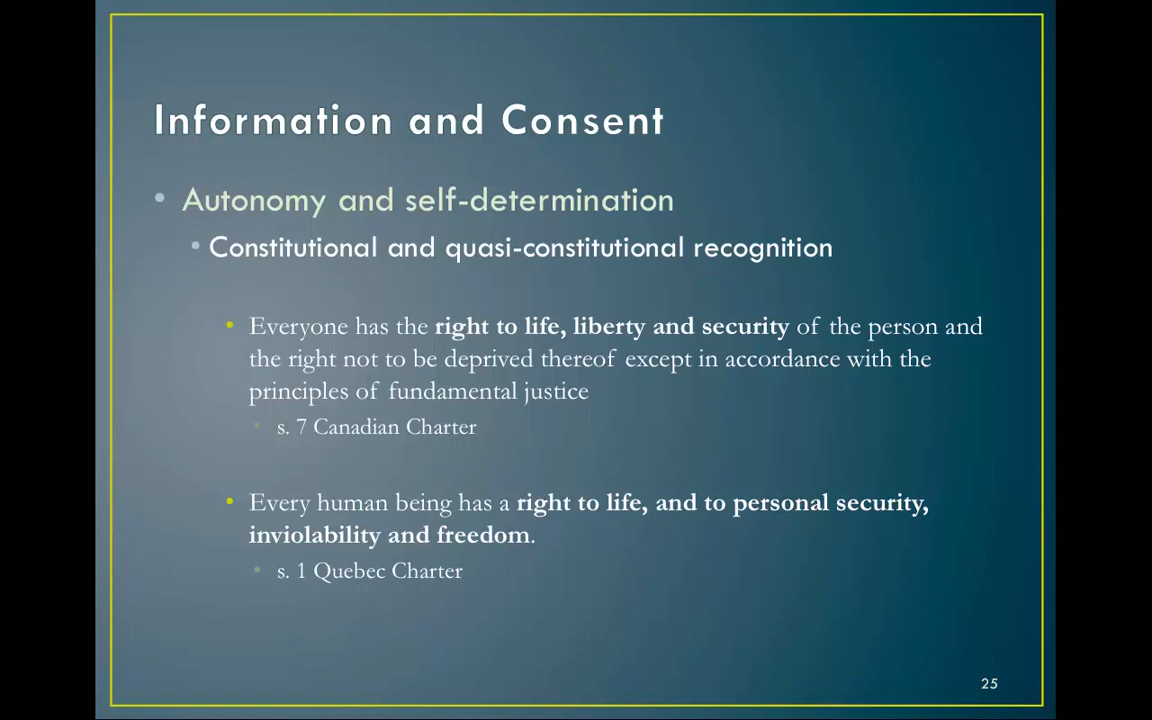 Information and Consent
• Autonomy and self-determination
• Constitutional and quasi-constitutional recognition
• Everyone has the right to life, liberty and security of the person and
the right not to be deprived thereof except in accordance with the
principles of fundamental justice
• s. 7 Canadian Charter
• Every human being has a right to life, and to personal security,
inviolability and freedom.
• s. 1 Quebec Charter
25